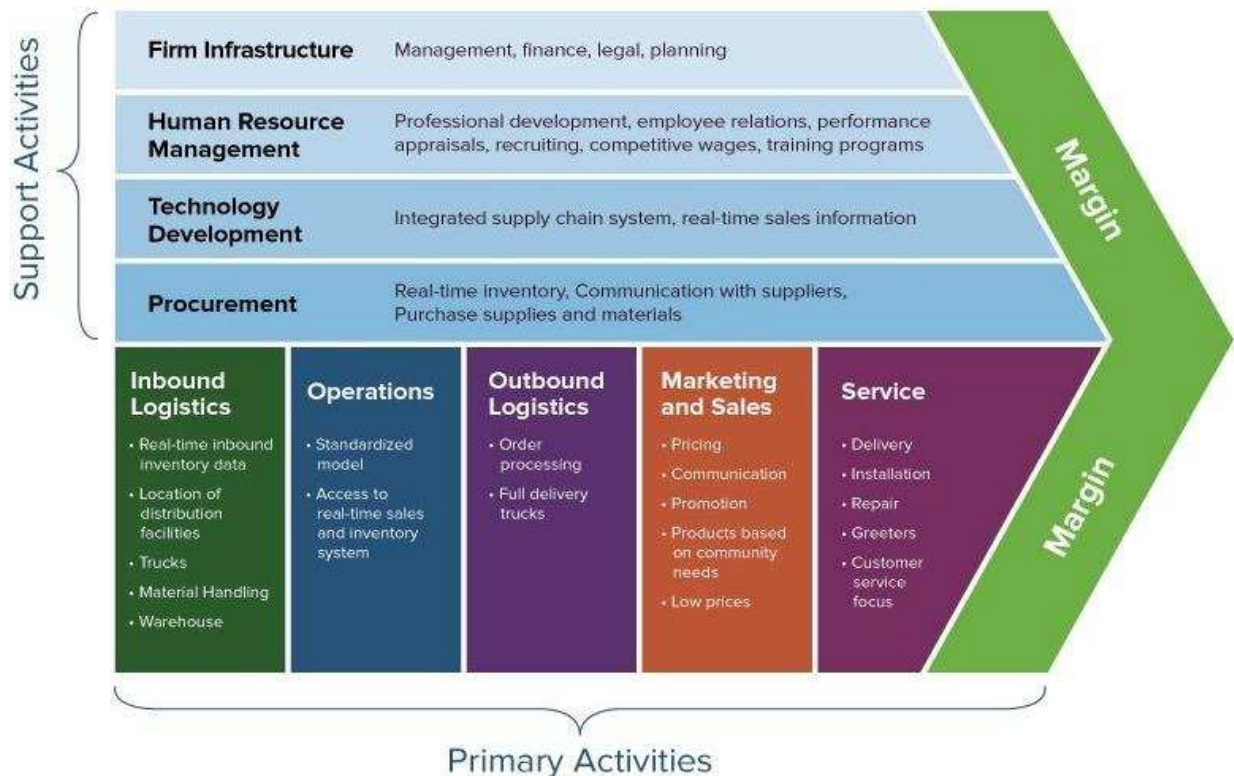 Support Activities
Firm Infrastructure
Management, finance, legal, planning
Human Resource
Management
Professional development, employee relations, performance
appraisals, recruiting, competitive wages, training programs
Technology
Development
Integrated supply chain system, real-time sales information
Procurement
Real-time inventory, Communication with suppliers,
Purchase supplies and materials
Margin
Inbound
Logistics
• Real-time inbound
inventory data
• Location of
distribution
facilities
• Trucks
• Material Handling
• Warehouse
Operations
• Standardized
model
• Access to
real-time sales
and inventory
system
Outbound
Logistics
• Order
processing
• Full delivery
trucks
Marketing
and Sales
• Pricing
• Communication
• Promotion
• Products based
on community
needs
• Low prices
Service
• Delivery
• Installation
• Repair
• Greeters
• Customer
service
focus
Margin
Primary Activities